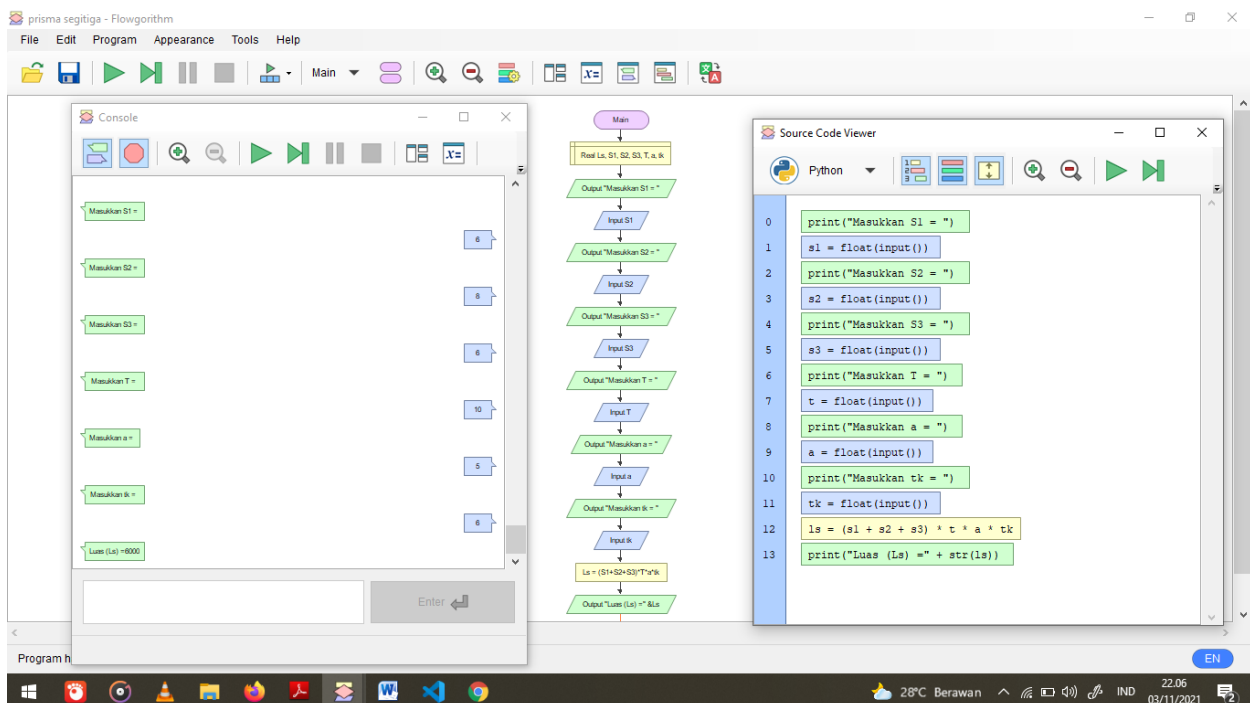 prisma segitiga - Flowgorithm
File Edit Program Appearance Tools Help
Main
Console
Masukkan S1 =
6
Masukkan S2 =
8
Masukkan S3 =
6
Masukkan T =
10
Masukkan a =
5
Masukkan tk =
6
Luas (Ls) =6000
Enter
Main
Real Ls, S1, S2, S3, T, a, tk
Output "Masukkan S1 = "
Input S1
Output "Masukkan S2 = "
Input S2
Output "Masukkan S3 = "
Input S3
Output "Masukkan T = "
Input T
Output "Masukkan a = "
Input a
Output "Masukkan tk = "
Input tk
Ls = (S1+S2+S3)*T*a*tk
Output "Luas (Ls) =" &Ls
Source Code Viewer
Python
0 print("Masukkan S1 = ")
1 s1 = float(input())
2 print("Masukkan S2 = ")
3 s2 = float(input())
4 print("Masukkan S3 = ")
5 s3 = float(input())
6 print("Masukkan T = ")
7 t = float(input())
8 print("Masukkan a = ")
9 a = float(input())
10 print("Masukkan tk = ")
11 tk = float(input())
12 ls = (s1 + s2 + s3) * t * a * tk
13 print("Luas (Ls) =" + str(ls))
Program h
EN
28°C Berawan
IND
22.06
03/11/2021
2